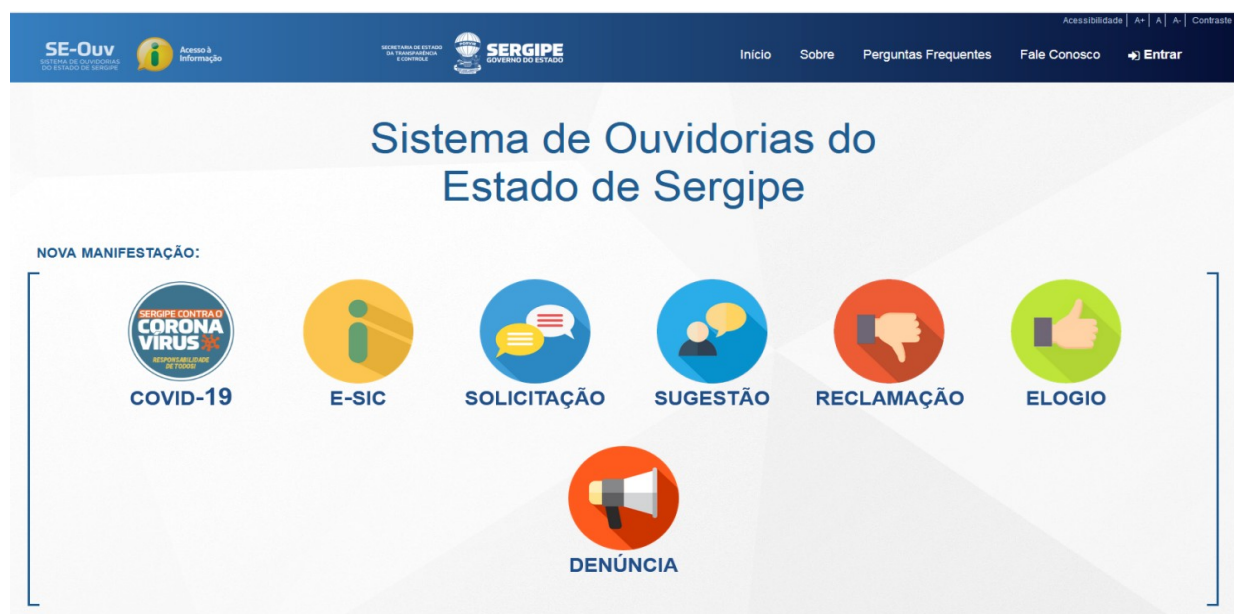 Acessibilidade | A+ | A | A- | Contraste
SE-Ouv
SISTEMA DE OUVIDORIAS
DO ESTADO DE SERGIPE
Acesso à
Informação
SECRETARIA DE ESTADO
DA TRANSPARÊNCIA
E CONTROLE
SERGIPE
GOVERNO DO ESTADO
Início Sobre Perguntas Frequentes Fale Conosco Entrar
Sistema de Ouvidorias do
Estado de Sergipe
NOVA MANIFESTAÇÃO:
SERGIPE CONTRA O
CORONA
VÍRUS
RESPONSABILIDADE
DE TODOS!
COVID-19 E-SIC SOLICITAÇÃO SUGESTÃO RECLAMAÇÃO ELOGIO
DENÚNCIA